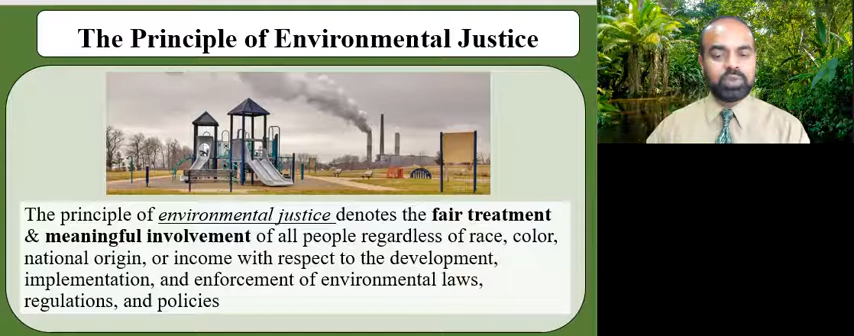 The Principle of Environmental Justice
The principle of environmental justice denotes the fair treatment
& meaningful involvement of all people regardless of race, color,
national origin, or income with respect to the development,
implementation, and enforcement of environmental laws,
regulations, and policies